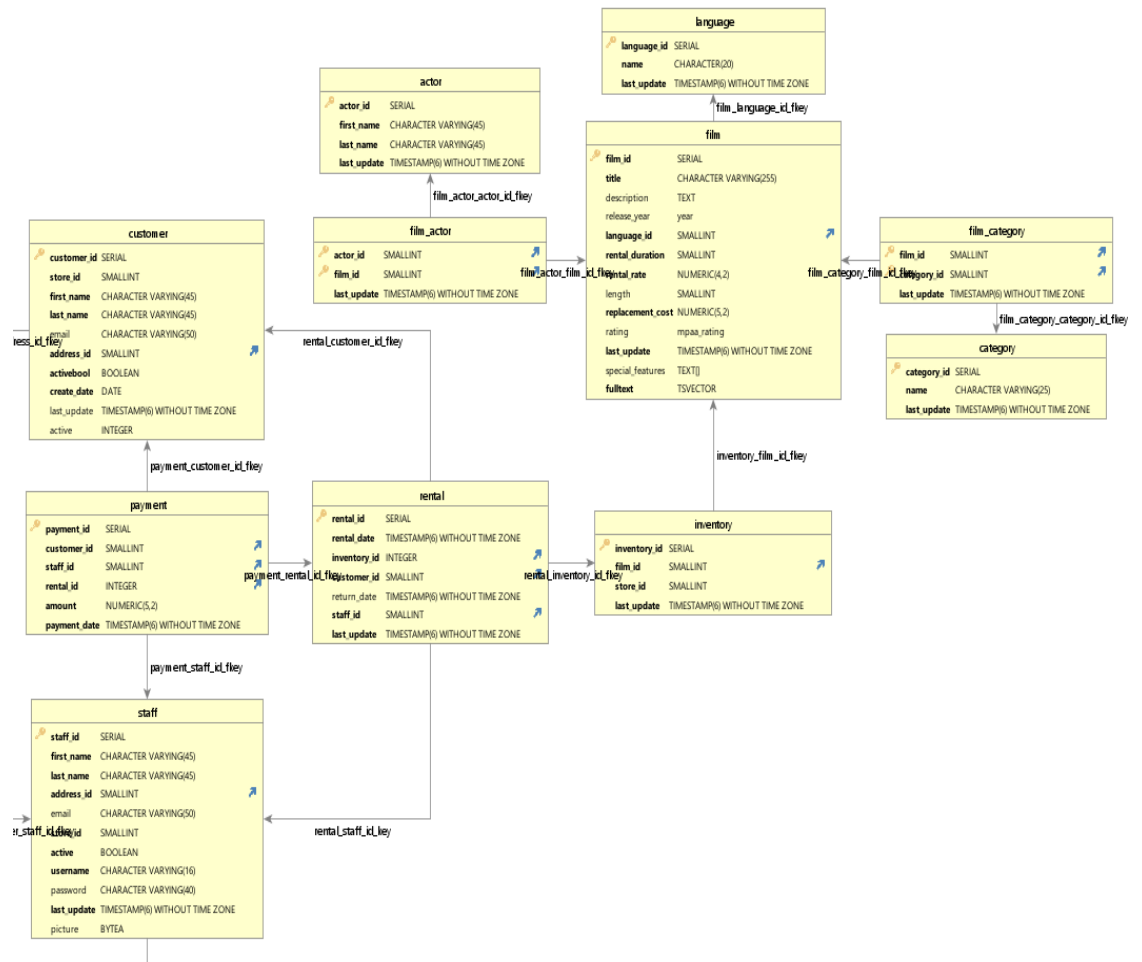 language
language_id SERIAL
name CHARACTER(20)
last_update TIMESTAMP(6) WITHOUT TIME ZONE
film_language_id_fkey
actor
actor_id SERIAL
first_name CHARACTER VARYING(45)
last_name CHARACTER VARYING(45)
last_update TIMESTAMP(6) WITHOUT TIME ZONE
film_actor_actor_id_fkey
film
film_id SERIAL
title CHARACTER VARYING(255)
description TEXT
release_year year
language_id SMALLINT
rental_duration SMALLINT
rental_rate NUMERIC(4,2)
length SMALLINT
replacement_cost NUMERIC(5,2)
rating mpaa_rating
last_update TIMESTAMP(6) WITHOUT TIME ZONE
special_features TEXT[]
fulltext TSVECTOR
film_actor
actor_id SMALLINT
film_id SMALLINT
last_update TIMESTAMP(6) WITHOUT TIME ZONE
film_actor_film_id_fkey
film_category
film_id SMALLINT
category_id SMALLINT
last_update TIMESTAMP(6) WITHOUT TIME ZONE
film_category_film_id_fkey
film_category_category_id_fkey
category
category_id SERIAL
name CHARACTER VARYING(25)
last_update TIMESTAMP(6) WITHOUT TIME ZONE
customer
customer_id SERIAL
store_id SMALLINT
first_name CHARACTER VARYING(45)
last_name CHARACTER VARYING(45)
email CHARACTER VARYING(50)
address_id SMALLINT
activebool BOOLEAN
create_date DATE
last_update TIMESTAMP(6) WITHOUT TIME ZONE
active INTEGER
ress_id_fkey
rental_customer_id_fkey
payment_customer_id_fkey
inventory_film_id_fkey
payment
payment_id SERIAL
customer_id SMALLINT
staff_id SMALLINT
rental_id INTEGER
amount NUMERIC(5,2)
payment_date TIMESTAMP(6) WITHOUT TIME ZONE
payment_rental_id_fkey
rental
rental_id SERIAL
rental_date TIMESTAMP(6) WITHOUT TIME ZONE
inventory_id INTEGER
customer_id SMALLINT
return_date TIMESTAMP(6) WITHOUT TIME ZONE
staff_id SMALLINT
last_update TIMESTAMP(6) WITHOUT TIME ZONE
rental_inventory_id_fkey
inventory
inventory_id SERIAL
film_id SMALLINT
store_id SMALLINT
last_update TIMESTAMP(6) WITHOUT TIME ZONE
payment_staff_id_fkey
staff
staff_id SERIAL
first_name CHARACTER VARYING(45)
last_name CHARACTER VARYING(45)
address_id SMALLINT
email CHARACTER VARYING(50)
store_id SMALLINT
active BOOLEAN
username CHARACTER VARYING(16)
password CHARACTER VARYING(40)
last_update TIMESTAMP(6) WITHOUT TIME ZONE
picture BYTEA
er_staff_id_fkey
rental_staff_id_key